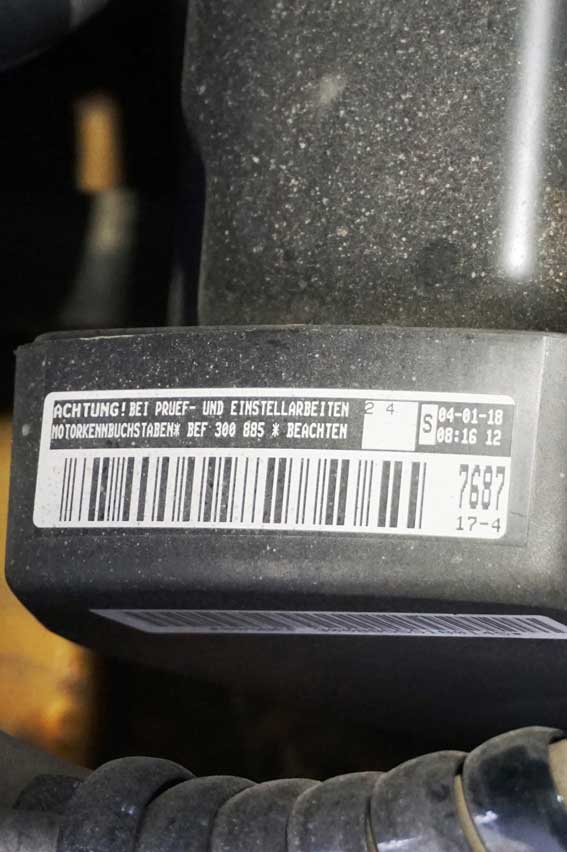 ACHTUNG! BEI PRUEF- UND EINSTELLARBEITEN
MOTORKENNBUCHSTABEN* BEF 300 885 * BEACHTEN
2 4
S
04-01-18
08:16 12
7687
17-4